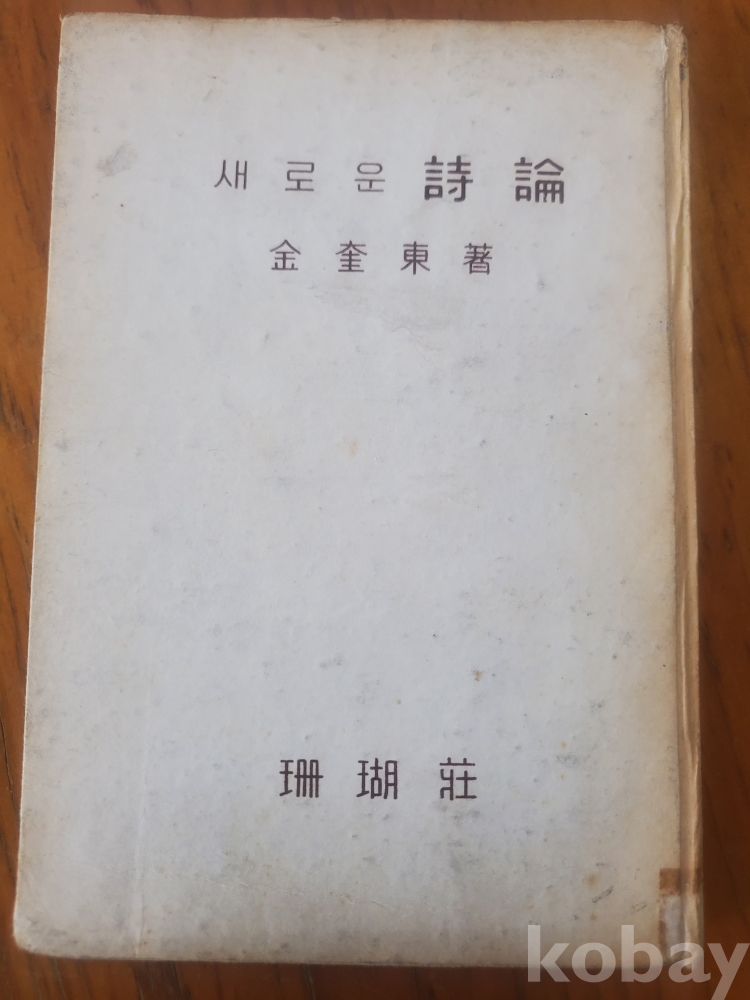 새로운 詩論
金奎東 著
珊瑚莊
kobay